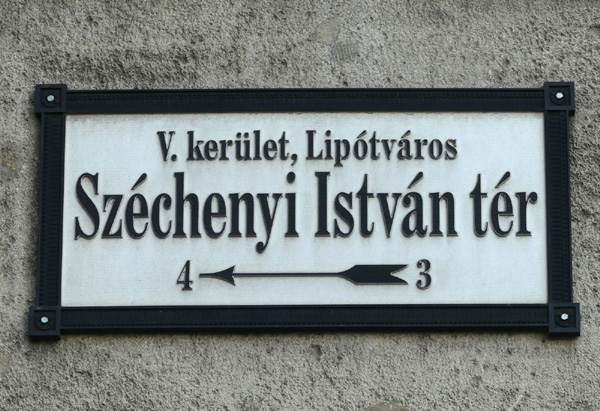 V. kerület, Lipótváros
Széchenyi István tér
4 3